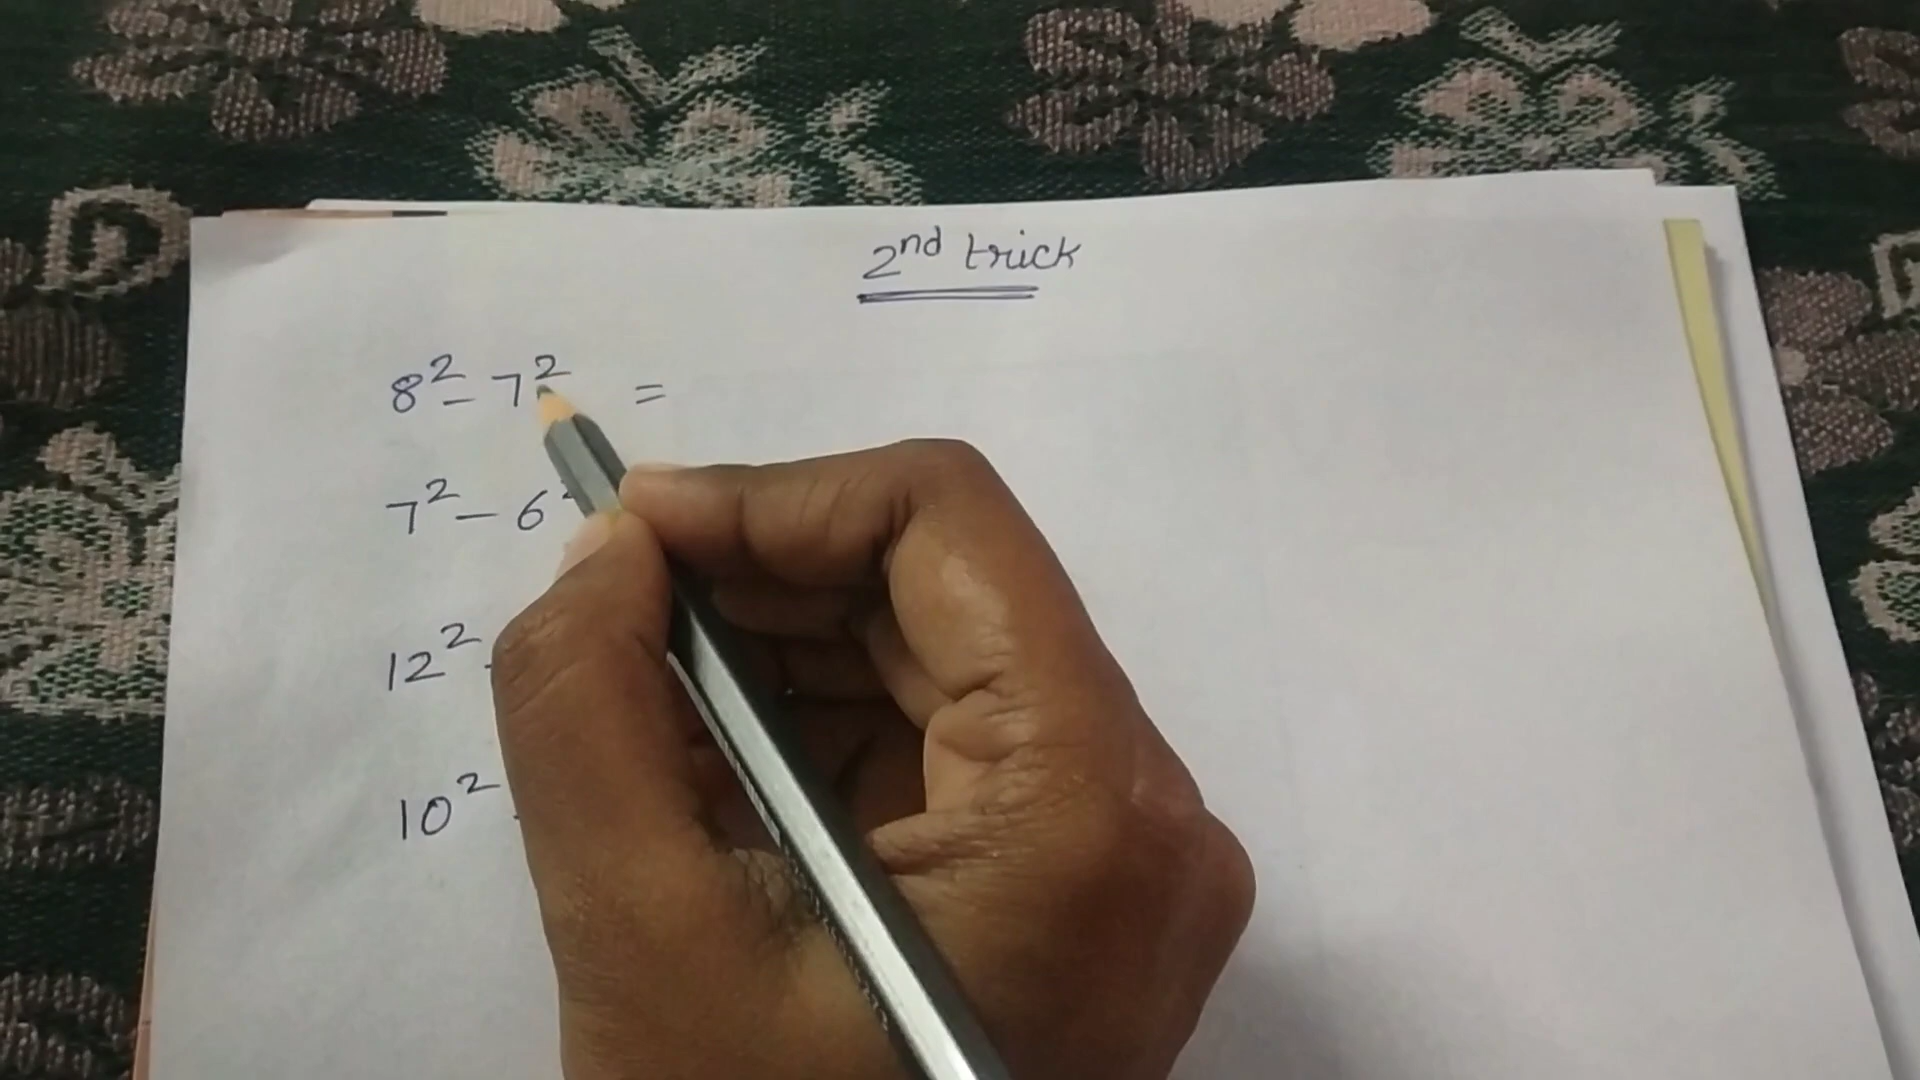 2nd trick
8² - 7² =
7² - 6
12²
10²